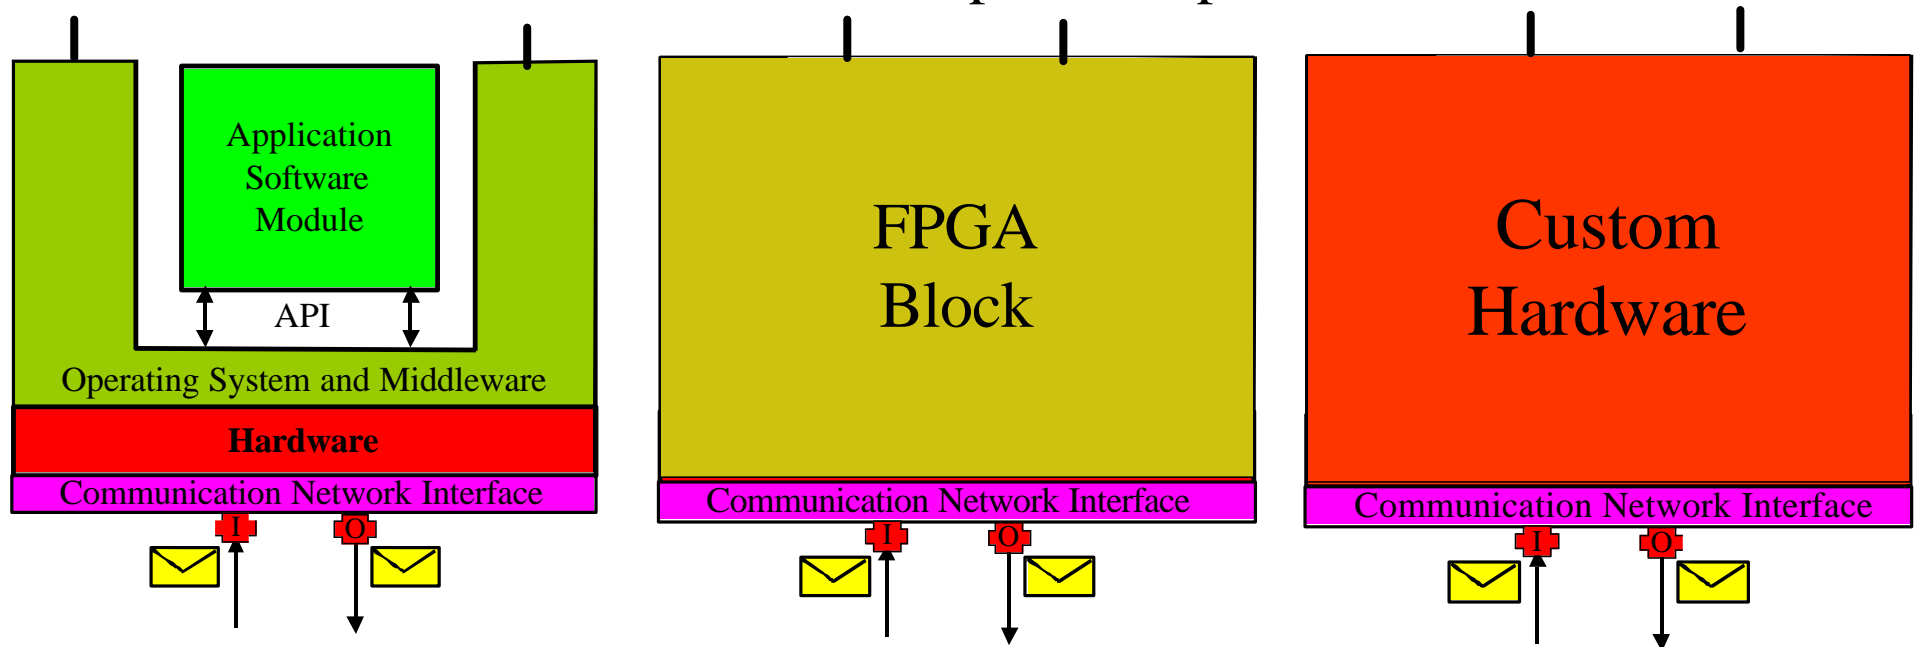 Application
Software
Module
API
Operating System and Middleware
Hardware
Communication Network Interface
I
O
FPGA
Block
Communication Network Interface
I
O
Custom
Hardware
Communication Network Interface
I
O